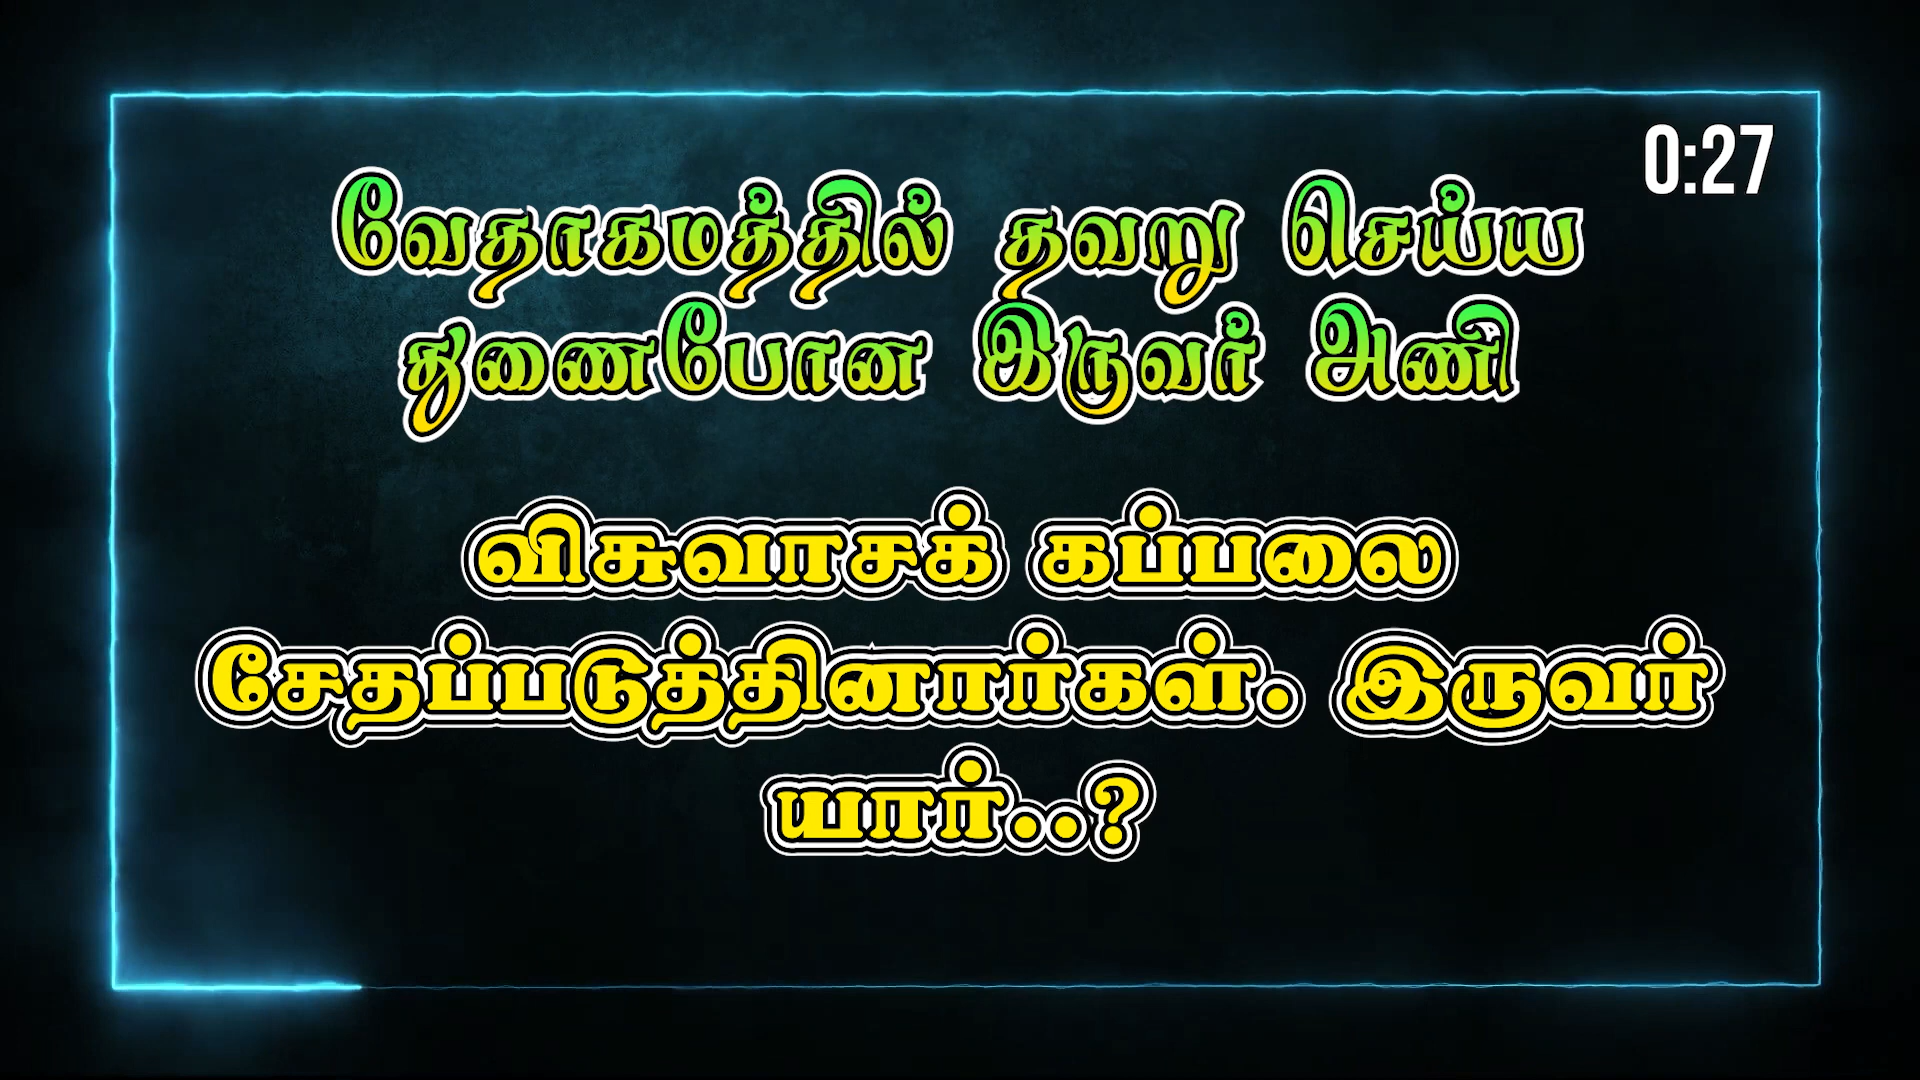 0:27
வேதாகமத்தில் தவறு செய்ய
துணைபோன இருவர் அணி
விசுவாசக் கப்பலை
சேதப்படுத்தினார்கள். இருவர்
யார்..?